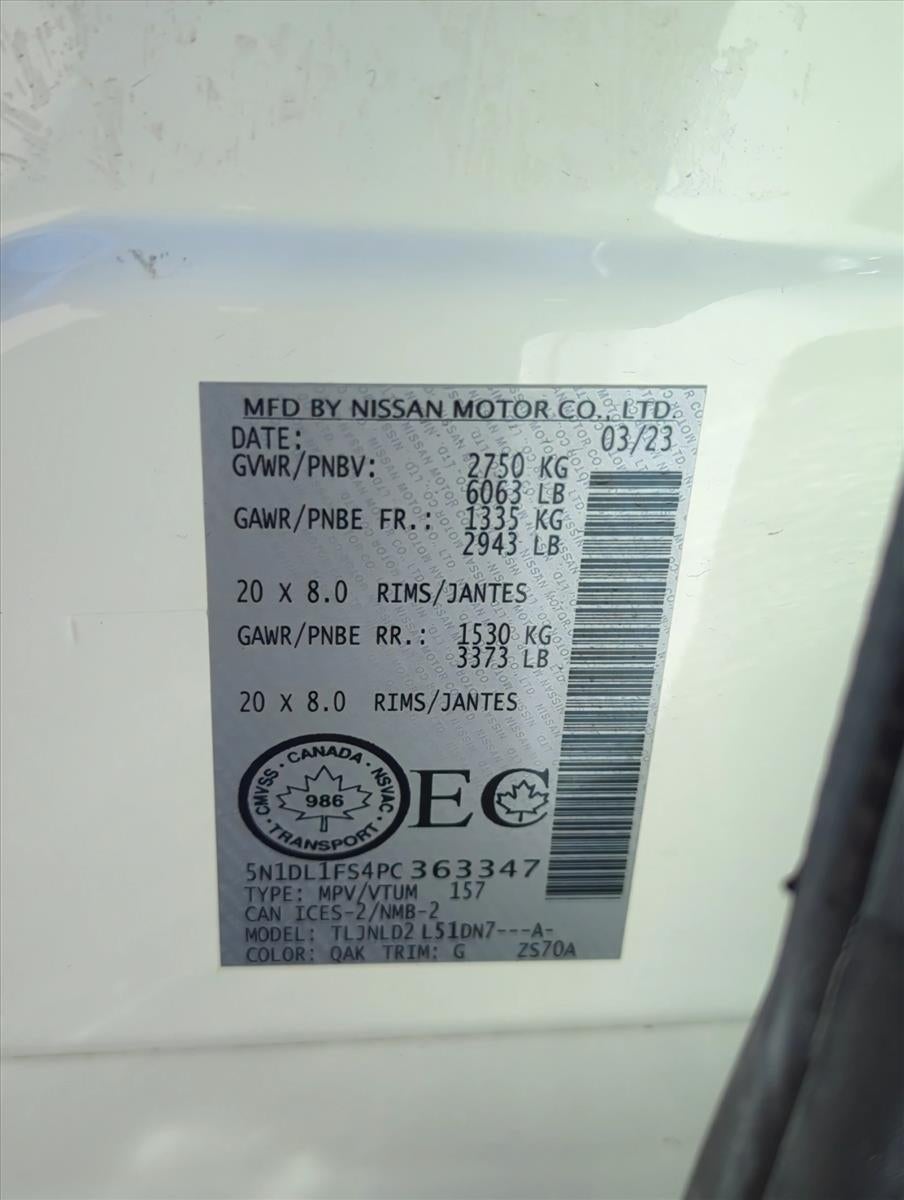 MFD BY NISSAN MOTOR CO., LTD.
DATE: 03/23
GVWR/PNBV: 2750 KG
6063 LB
GAWR/PNBE FR.: 1335 KG
2943 LB
20 X 8.0 RIMS/JANTES
GAWR/PNBE RR.: 1530 KG
3373 LB
20 X 8.0 RIMS/JANTES
CANADA
CMVSS 986 NSVAC
TRANSPORT
EC
5N1DL1FS4PC 363347
TYPE: MPV/VTUM 157
CAN ICES-2/NMB-2
MODEL: TLJNLD2 L51DN7---A-
COLOR: QAK TRIM: G ZS70A